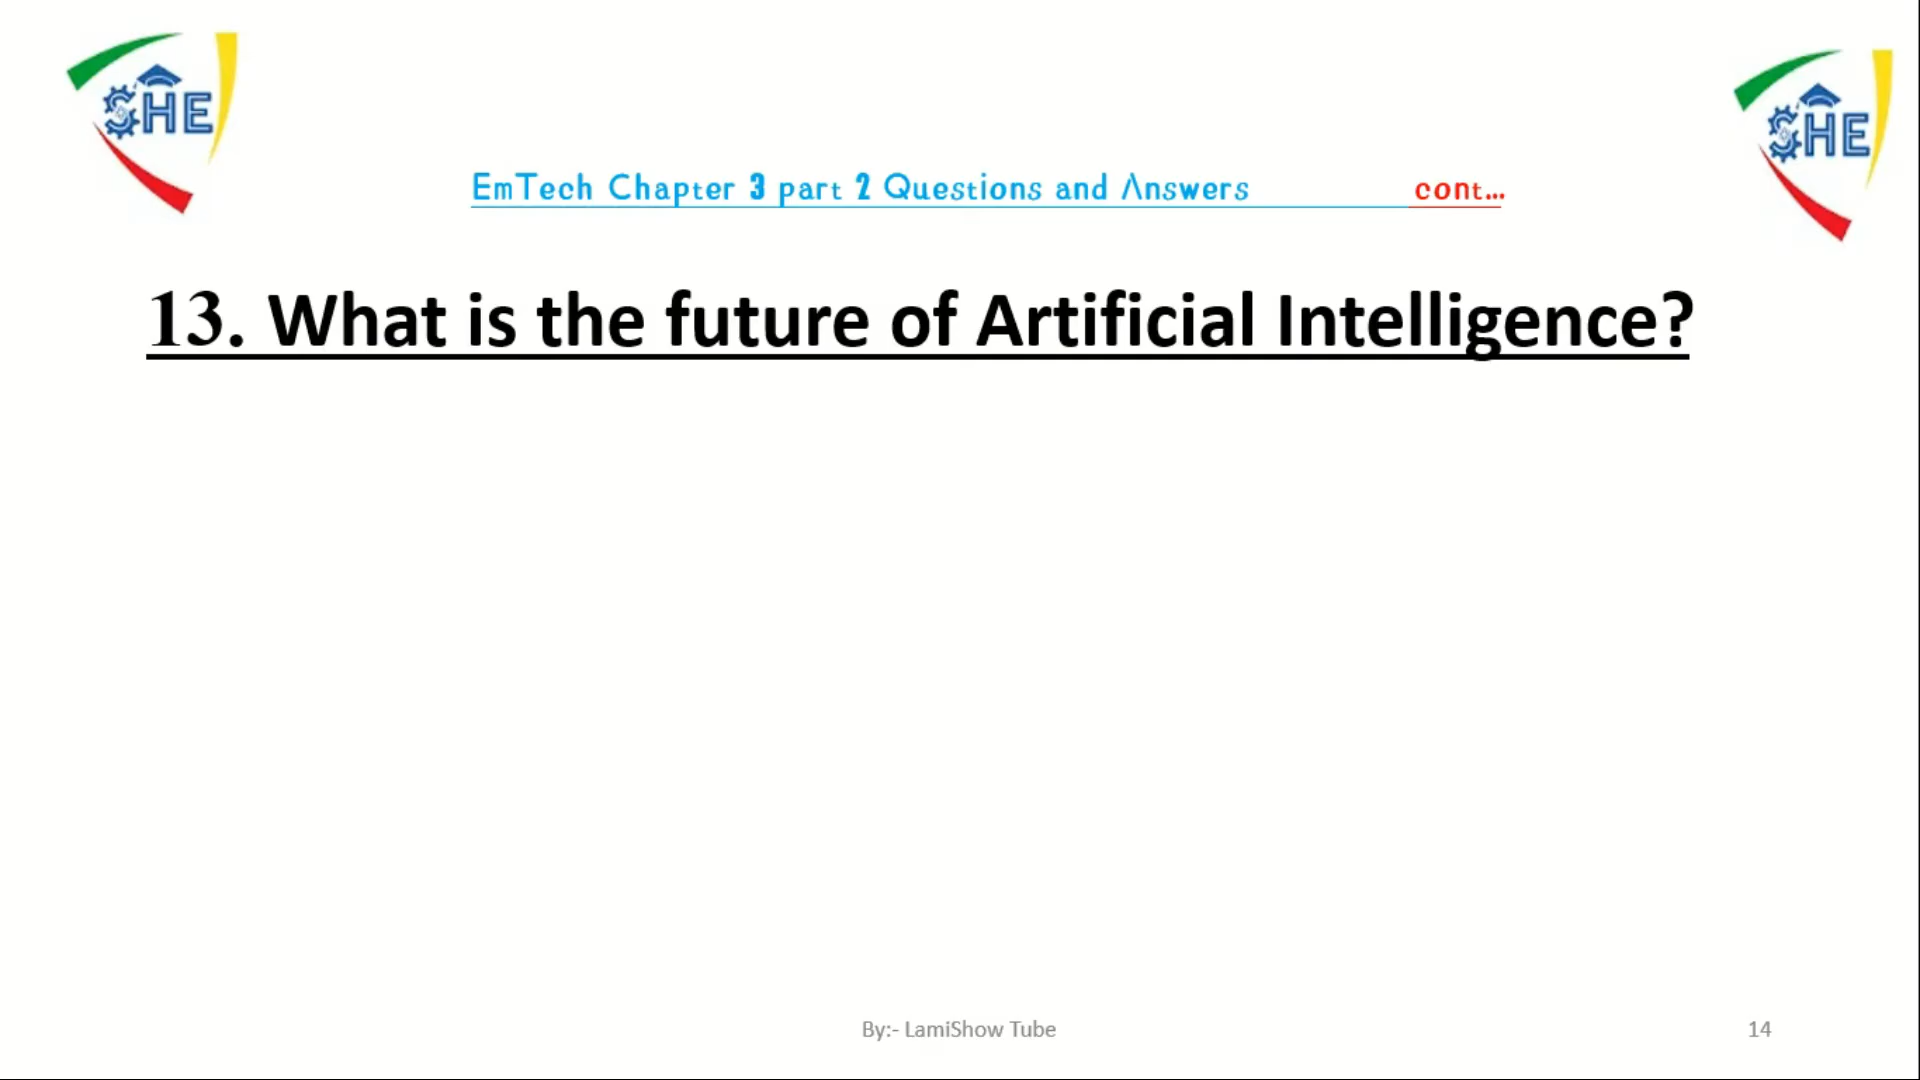 SHE
SHE
EmTech Chapter 3 part 2 Questions and Answers cont...
13. What is the future of Artificial Intelligence?
By:- LamiShow Tube
14